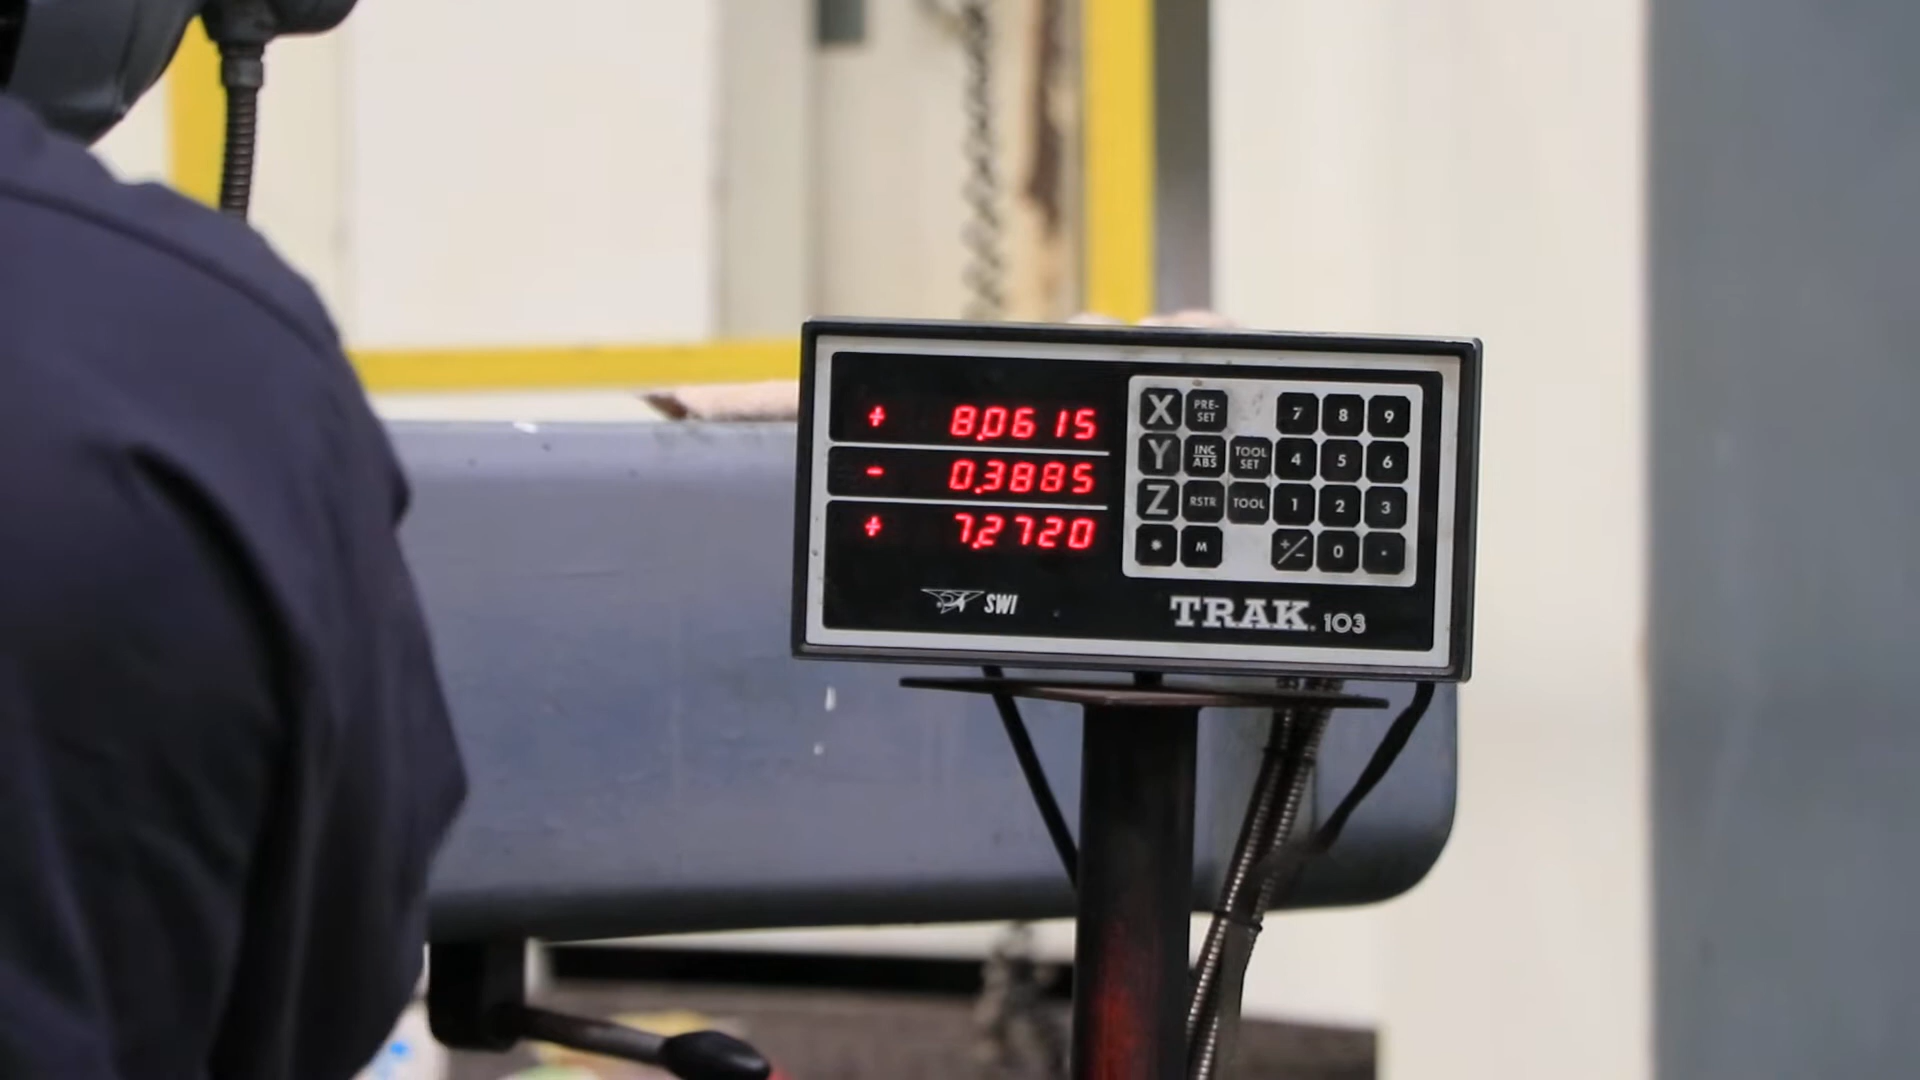 + 8.0615
- 0.3885
+ 7.2720
X PRE-SET 7 8 9
Y INC ABS TOOL SET 4 5 6
Z RSTR TOOL 1 2 3
* M +/- 0 .
SWI
TRAK. 103